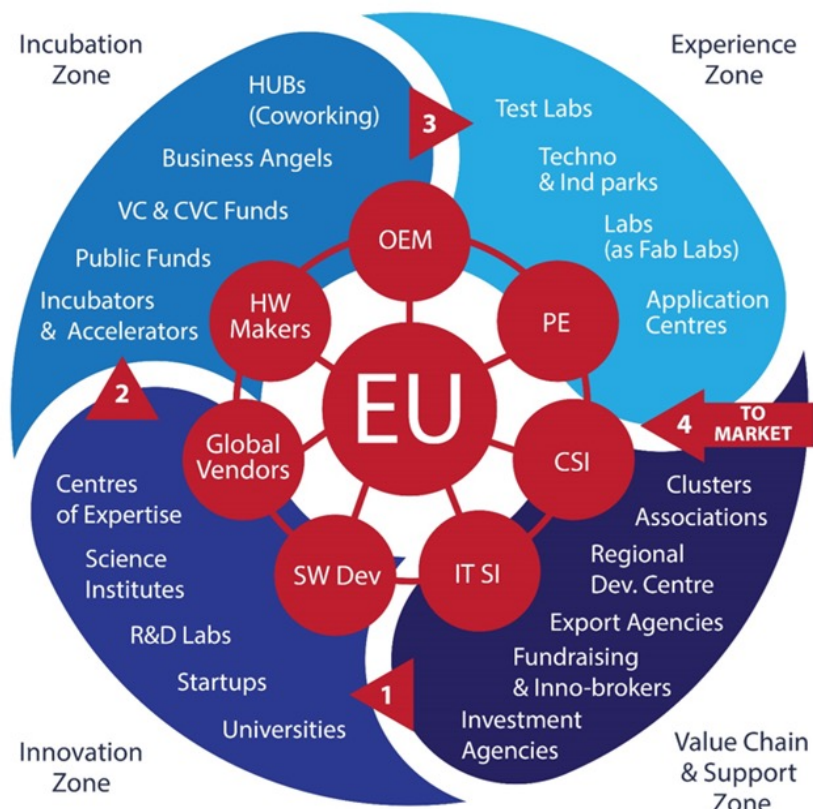 Incubation
Zone
Experience
Zone
HUBs
(Coworking)
Business Angels
VC & CVC Funds
Public Funds
Incubators
& Accelerators
3
Test Labs
Techno
& Ind parks
Labs
(as Fab Labs)
Application
Centres
OEM
HW
Makers
PE
EU
2
Global
Vendors
CSI
4
TO
MARKET
SW Dev
IT SI
Centres
of Expertise
Science
Institutes
R&D Labs
Startups
Universities
1
Clusters
Associations
Regional
Dev. Centre
Export Agencies
Fundraising
& Inno-brokers
Investment
Agencies
Innovation
Zone
Value Chain
& Support
Zone